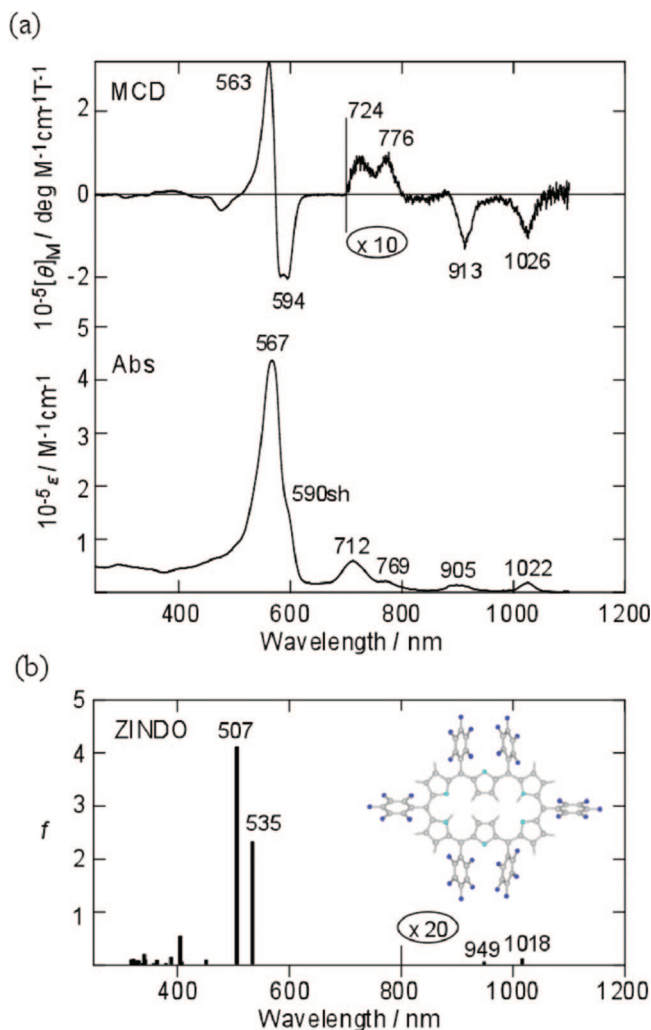 (a)
MCD
563
724
776
x 10
594
913
1026
2
0
-2
10-5[θ]M / deg M-1cm-1T-1
Abs
567
590sh
712
769
905
1022
5
4
3
2
1
10-5ε / M-1cm-1
400 600 800 1000 1200
Wavelength / nm
(b)
ZINDO
507
535
x 20
949
1018
5
4
3
2
1
f
400 600 800 1000 1200
Wavelength / nm